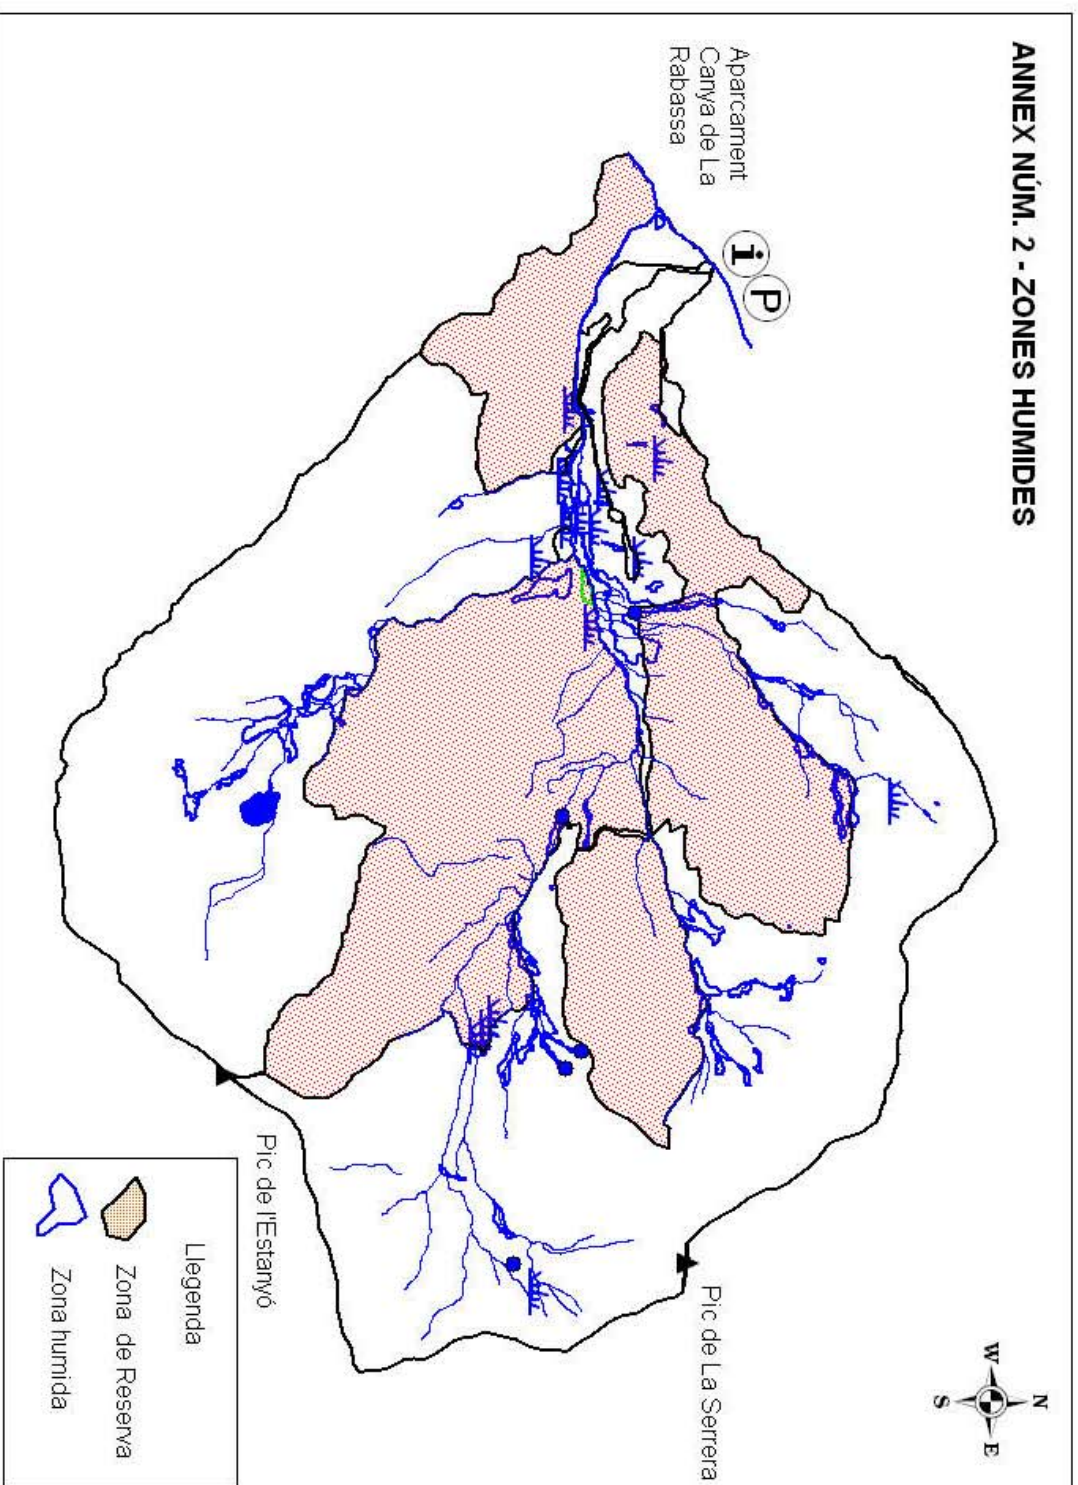 ANNEX NÚM. 2 - ZONES HUMIDES
Aparcament
Canya de La
Rabassa
i
P
N
W
E
S
Pic de La Serrera
Pic de l'Estanyó
Llegenda
Zona de Reserva
Zona humida